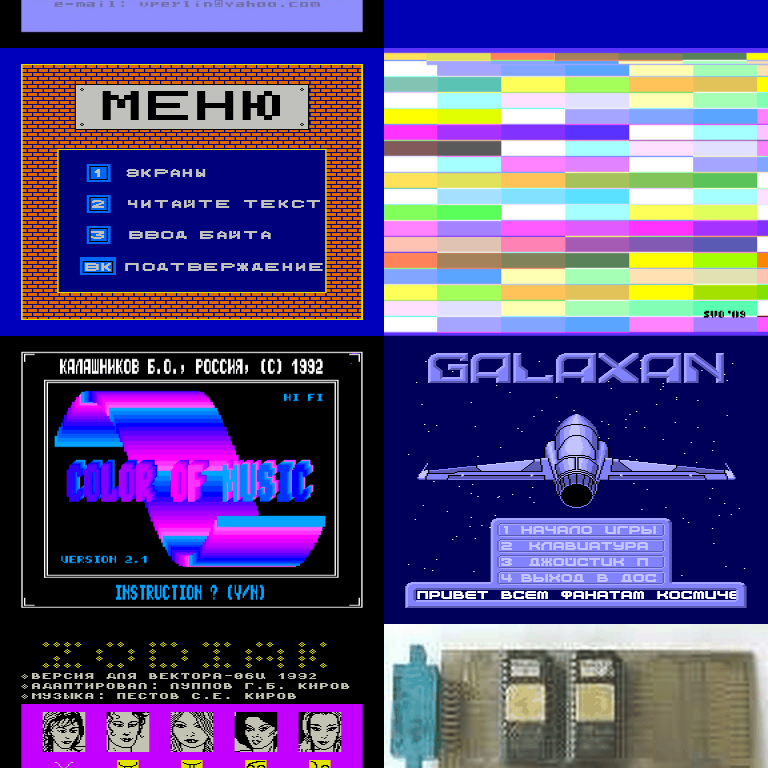 e-mail: vperlin@yahoo.com
МЕНЮ
1 ЭКРАНЫ
2 ЧИТАЙТЕ ТЕКСТ
3 ВВОД БАЙТА
ВК ПОДТВЕРЖДЕНИЕ
SVO '09
КАЛАШНИКОВ Б.О., РОССИЯ, (C) 1992
HI FI
COLOR OF MUSIC
VERSION 2.1
INSTRUCTION ? (Y/N)
GALAXAN
1 НАЧАЛО ИГРЫ
2 КЛАВИАТУРА
3 ДЖОЙСТИК П
4 ВЫХОД В ДОС
ПРИВЕТ ВСЕМ ФАНАТАМ КОСМИЧЕ
ZODIAK
ВЕРСИЯ ДЛЯ ВЕКТОРА-06Ц 1992
АДАПТИРОВАЛ: ЛУППОВ Г.Б. КИРОВ
МУЗЫКА: ПЕСТОВ С.Е. КИРОВ